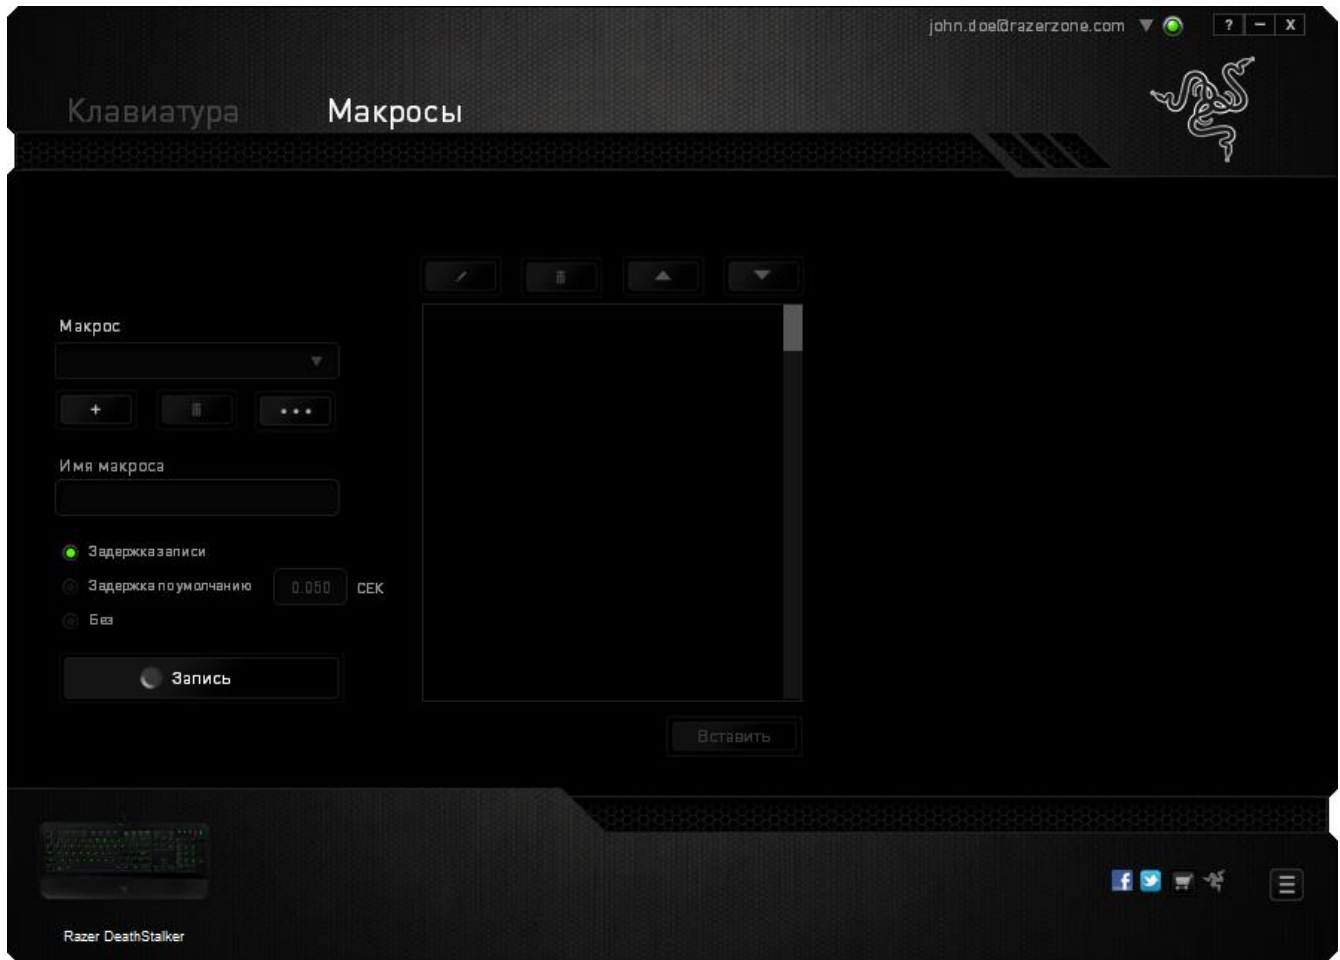 john.doe@razerzone.com
? – X
Клавиатура Макросы
Макрос
+ •••
Имя макроса
Задержка записи
Задержка по умолчанию 0.050 СЕК
Без
Запись
Вставить
Razer DeathStalker